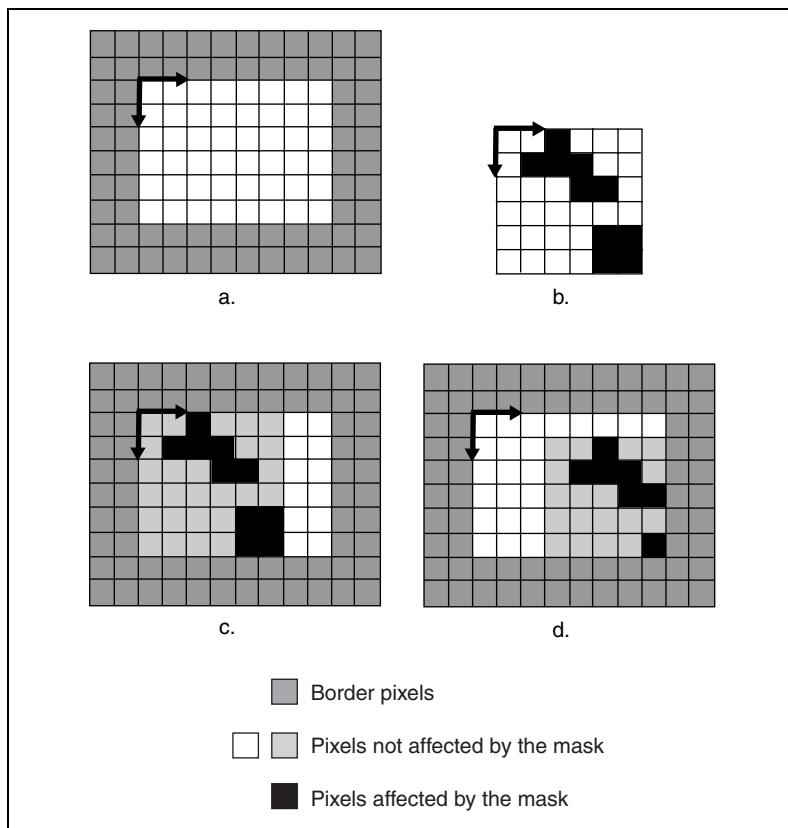 a.
b.
c.
d.
Border pixels
Pixels not affected by the mask
Pixels affected by the mask